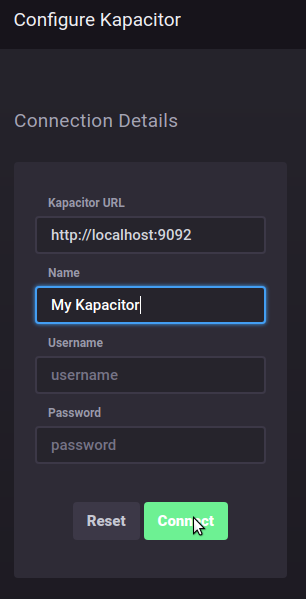 Configure Kapacitor
Connection Details
Kapacitor URL
http://localhost:9092
Name
My Kapacitor
Username
username
Password
password
Reset Connect